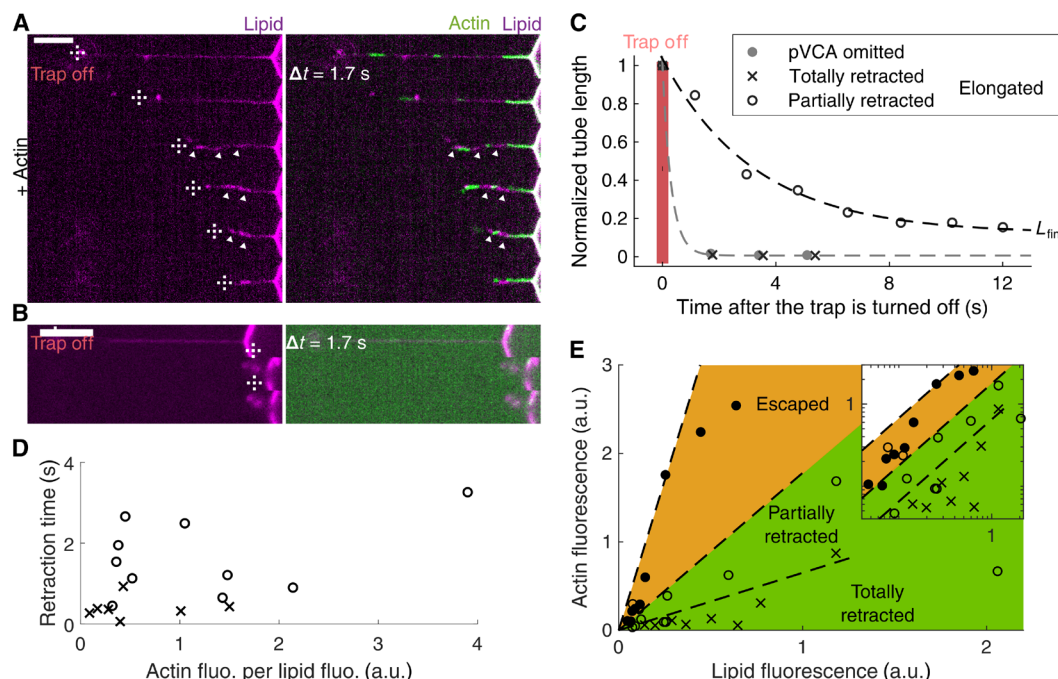 A
Lipid
Actin
Lipid
Trap off
Δt = 1.7 s
+ Actin
B
Trap off
Δt = 1.7 s
C
Trap off
pVCA omitted
Totally retracted
Partially retracted
Elongated
Normalized tube length
1
0.8
0.6
0.4
0.2
0
L fin
0
4
8
12
Time after the trap is turned off (s)
D
Retraction time (s)
4
2
0
0
1
2
3
4
Actin fluo. per lipid fluo. (a.u.)
E
Actin fluorescence (a.u.)
3
2
1
0
Escaped
Partially
retracted
Totally
retracted
1
1
0
1
2
Lipid fluorescence (a.u.)